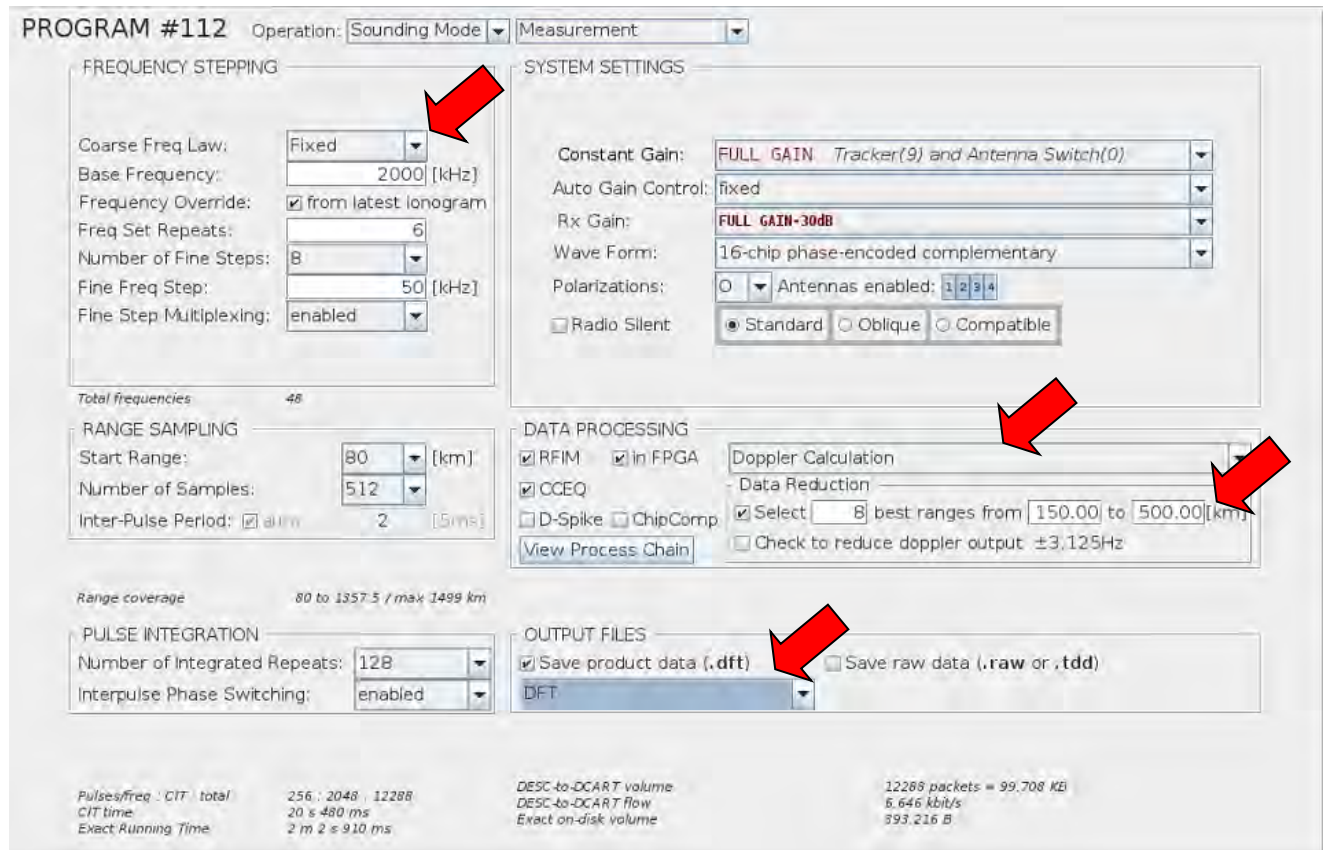 PROGRAM #112 Operation: Sounding Mode Measurement
FREQUENCY STEPPING
Coarse Freq Law: Fixed
Base Frequency: 2000 [kHz]
Frequency Override: from latest ionogram
Freq Set Repeats: 6
Number of Fine Steps: 8
Fine Freq Step: 50 [kHz]
Fine Step Multiplexing: enabled
Total frequencies 48
SYSTEM SETTINGS
Constant Gain: FULL GAIN Tracker(9) and Antenna Switch(0)
Auto Gain Control: fixed
Rx Gain: FULL GAIN-30dB
Wave Form: 16-chip phase-encoded complementary
Polarizations: O Antennas enabled: 1 2 3 4
Radio Silent Standard Oblique Compatible
RANGE SAMPLING
Start Range: 80 [km]
Number of Samples: 512
Inter-Pulse Period: auto 2 [5ms]
Range coverage 80 to 1357.5 / max 1499 km
DATA PROCESSING
RFIM in FPGA Doppler Calculation
CCEQ
D-Spike ChipComp
View Process Chain
Data Reduction
Select 8 best ranges from 150.00 to 500.00 [km]
Check to reduce doppler output ±3.125Hz
PULSE INTEGRATION
Number of Integrated Repeats: 128
Interpulse Phase Switching: enabled
OUTPUT FILES
Save product data (.dft) Save raw data (.raw or .tdd)
DFT
Pulses/freq : CIT : total 256 : 2048 : 12288
CIT time 20 s 480 ms
Exact Running Time 2 m 2 s 910 ms
DESC-to-DCART volume 12288 packets = 99.708 KB
DESC-to-DCART flow 6.646 kbit/s
Exact on-disk volume 393.216 B